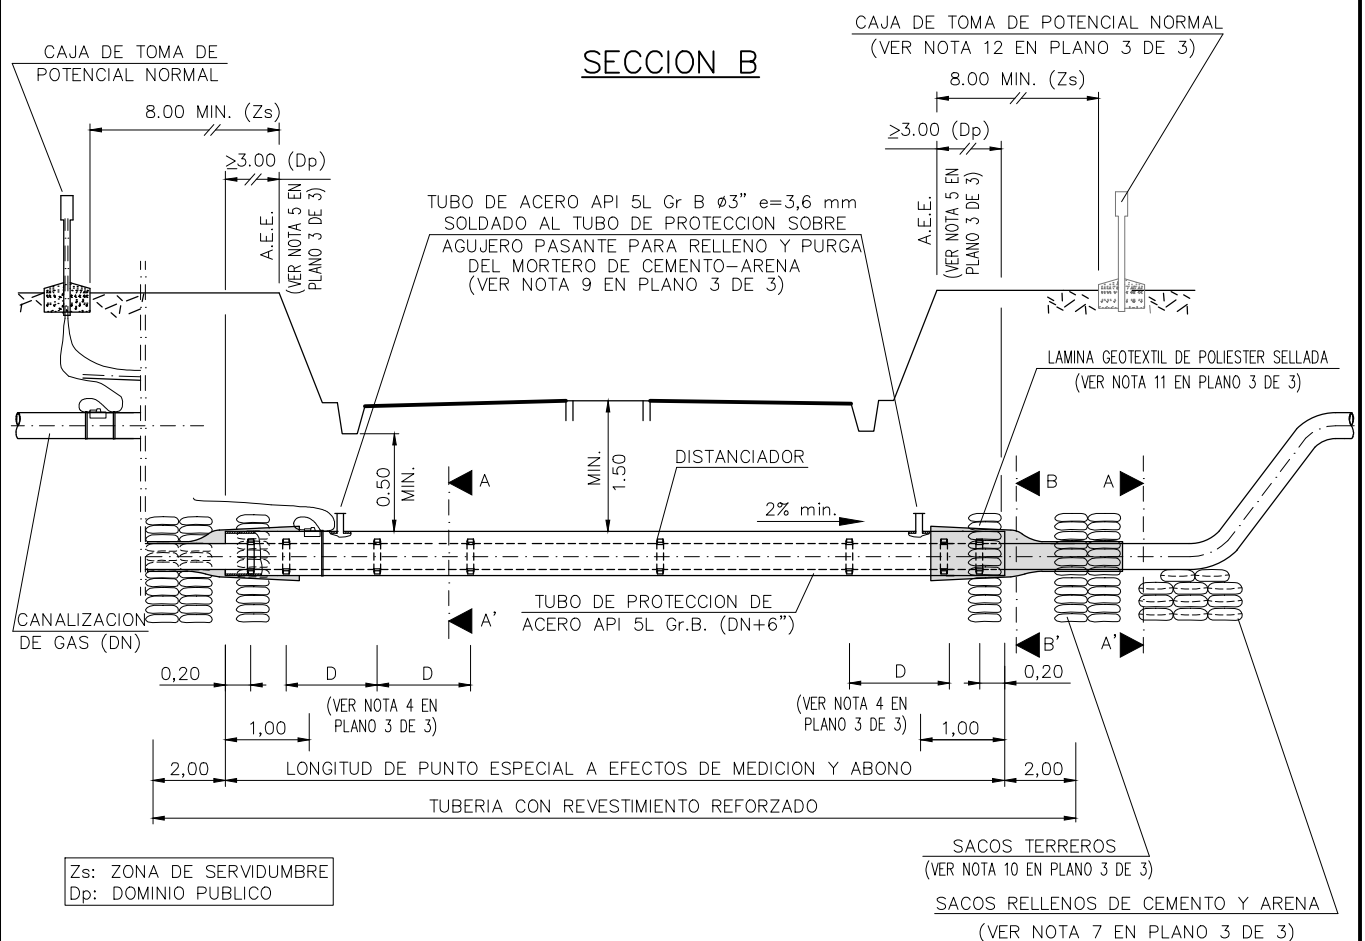 SECCION B
CAJA DE TOMA DE
POTENCIAL NORMAL
CAJA DE TOMA DE POTENCIAL NORMAL
(VER NOTA 12 EN PLANO 3 DE 3)
8.00 MIN. (Zs)
8.00 MIN. (Zs)
≥3.00 (Dp)
≥3.00 (Dp)
A.E.E.
(VER NOTA 5 EN
PLANO 3 DE 3)
A.E.E.
(VER NOTA 5 EN
PLANO 3 DE 3)
TUBO DE ACERO API 5L Gr B ø3" e=3,6 mm
SOLDADO AL TUBO DE PROTECCION SOBRE
AGUJERO PASANTE PARA RELLENO Y PURGA
DEL MORTERO DE CEMENTO-ARENA
(VER NOTA 9 EN PLANO 3 DE 3)
LAMINA GEOTEXTIL DE POLIESTER SELLADA
(VER NOTA 11 EN PLANO 3 DE 3)
0.50
MIN.
MIN.
1.50
DISTANCIADOR
A
B
A
2% min.
TUBO DE PROTECCION DE
ACERO API 5L Gr.B. (DN+6")
A'
B'
A'
CANALIZACION
DE GAS (DN)
0,20
D
D
D
0,20
(VER NOTA 4 EN
PLANO 3 DE 3)
(VER NOTA 4 EN
PLANO 3 DE 3)
1,00
1,00
2,00
LONGITUD DE PUNTO ESPECIAL A EFECTOS DE MEDICION Y ABONO
2,00
TUBERIA CON REVESTIMIENTO REFORZADO
SACOS TERREROS
(VER NOTA 10 EN PLANO 3 DE 3)
SACOS RELLENOS DE CEMENTO Y ARENA
(VER NOTA 7 EN PLANO 3 DE 3)
Zs: ZONA DE SERVIDUMBRE
Dp: DOMINIO PUBLICO